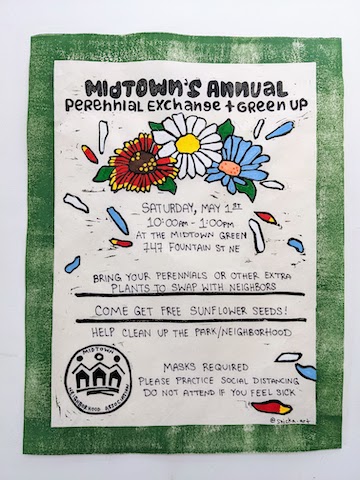 MIDTOWN'S ANNUAL
PERENNIAL EXCHANGE + GREEN UP
SATURDAY, MAY 1ST
10:00AM - 1:00PM
AT THE MIDTOWN GREEN
747 FOUNTAIN ST NE
BRING YOUR PERENNIALS OR OTHER EXTRA
PLANTS TO SWAP WITH NEIGHBORS
COME GET FREE SUNFLOWER SEEDS!
HELP CLEAN UP THE PARK/NEIGHBORHOOD
MIDTOWN
NEIGHBORHOOD ASSOCIATION
MASKS REQUIRED
PLEASE PRACTICE SOCIAL DISTANCING
DO NOT ATTEND IF YOU FEEL SICK